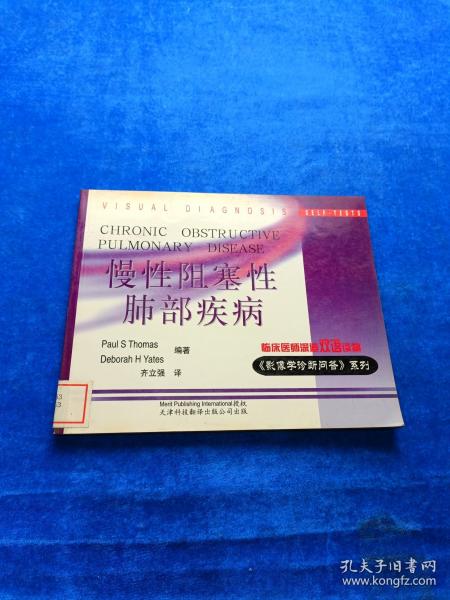 VISUAL DIAGNOSIS SELF-TESTS
CHRONIC OBSTRUCTIVE
PULMONARY DISEASE
慢性阻塞性
肺部疾病
Paul S Thomas
Deborah H Yates
编著
齐立强 译
临床医师沢通双语读物
《影像学诊断问答》系列
Merit Publishing International授权
天津科技翻译出版公司出版
53
3
孔夫子旧书网
www.kongfz.com